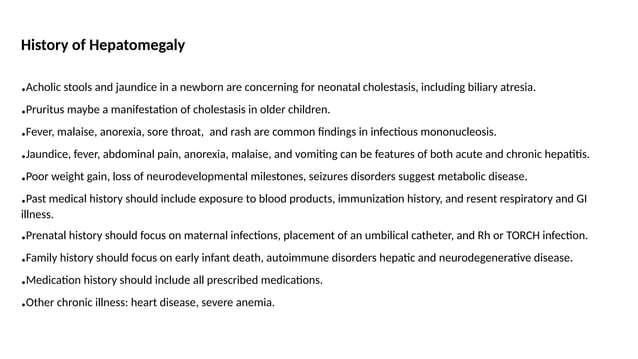 History of Hepatomegaly
•Acholic stools and jaundice in a newborn are concerning for neonatal cholestasis, including biliary atresia.
•Pruritus maybe a manifestation of cholestasis in older children.
•Fever, malaise, anorexia, sore throat,  and rash are common findings in infectious mononucleosis.
•Jaundice, fever, abdominal pain, anorexia, malaise, and vomiting can be features of both acute and chronic hepatitis.
•Poor weight gain, loss of neurodevelopmental milestones, seizures disorders suggest metabolic disease.
•Past medical history should include exposure to blood products, immunization history, and resent respiratory and GI
illness.
•Prenatal history should focus on maternal infections, placement of an umbilical catheter, and Rh or TORCH infection.
•Family history should focus on early infant death, autoimmune disorders hepatic and neurodegenerative disease.
•Medication history should include all prescribed medications.
•Other chronic illness: heart disease, severe anemia.